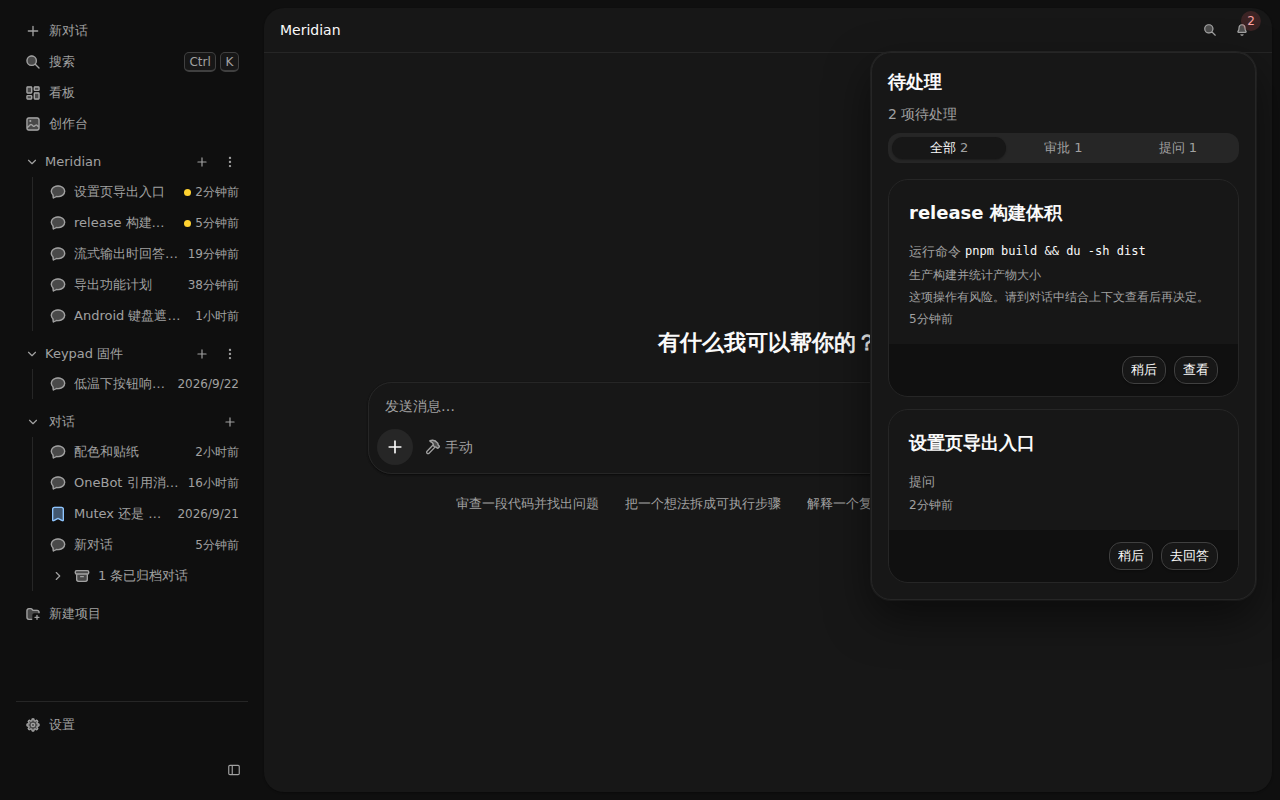 新对话
搜索 Ctrl K
看板
创作台
Meridian
设置页导出入口 2分钟前
release 构建… 5分钟前
流式输出时回答… 19分钟前
导出功能计划 38分钟前
Android 键盘遮… 1小时前
Keypad 固件
低温下按钮响… 2026/9/22
对话
配色和贴纸 2小时前
OneBot 引用消… 16小时前
Mutex 还是 … 2026/9/21
新对话 5分钟前
1 条已归档对话
新建项目
设置
Meridian
2
有什么我可以帮你的？
发送消息…
手动
审查一段代码并找出问题 把一个想法拆成可执行步骤 解释一个复
待处理
2 项待处理
全部 2 审批 1 提问 1
release 构建体积
运行命令 pnpm build && du -sh dist
生产构建并统计产物大小
这项操作有风险。请到对话中结合上下文查看后再决定。
5分钟前
稍后 查看
设置页导出入口
提问
2分钟前
稍后 去回答